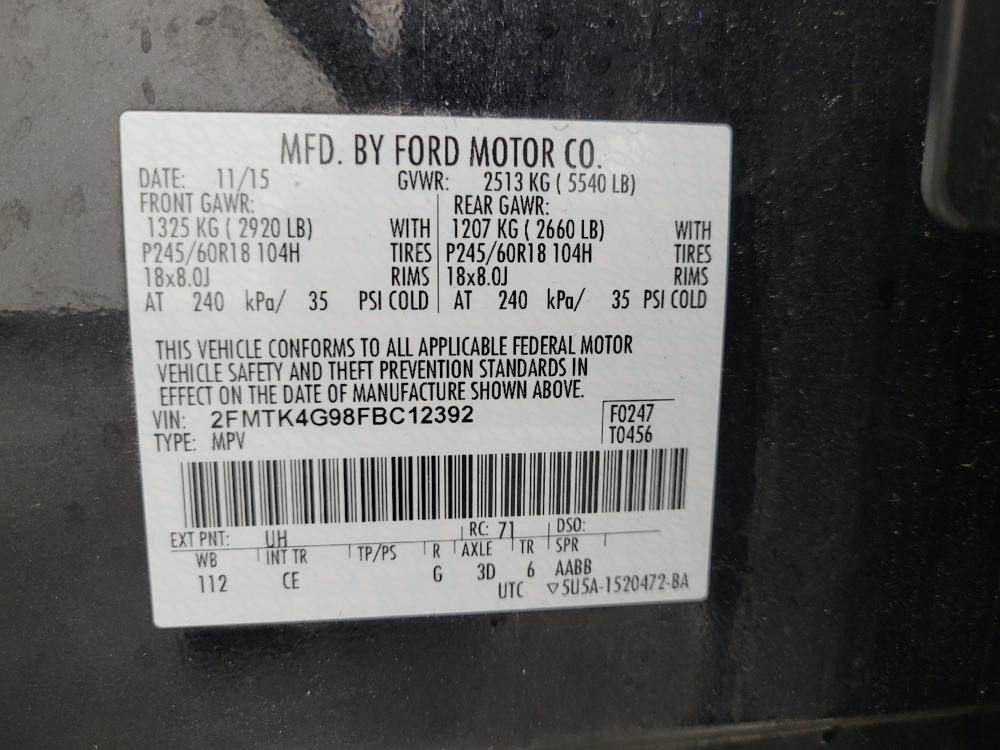 MFD. BY FORD MOTOR CO.
DATE: 11/15 GVWR: 2513 KG ( 5540 LB)
FRONT GAWR: REAR GAWR:
1325 KG ( 2920 LB) WITH 1207 KG ( 2660 LB) WITH
P245/60R18 104H TIRES P245/60R18 104H TIRES
18x8.0J RIMS 18x8.0J RIMS
AT 240 kPa/ 35 PSI COLD AT 240 kPa/ 35 PSI COLD
THIS VEHICLE CONFORMS TO ALL APPLICABLE FEDERAL MOTOR
VEHICLE SAFETY AND THEFT PREVENTION STANDARDS IN
EFFECT ON THE DATE OF MANUFACTURE SHOWN ABOVE.
VIN: 2FMTK4G98FBC12392 F0247
TYPE: MPV T0456
EXT PNT: UH RC: 71 DSO:
WB INT TR TP/PS R AXLE TR SPR
112 CE G 3D 6 AABB
UTC ▽5U5A-1520472-BA